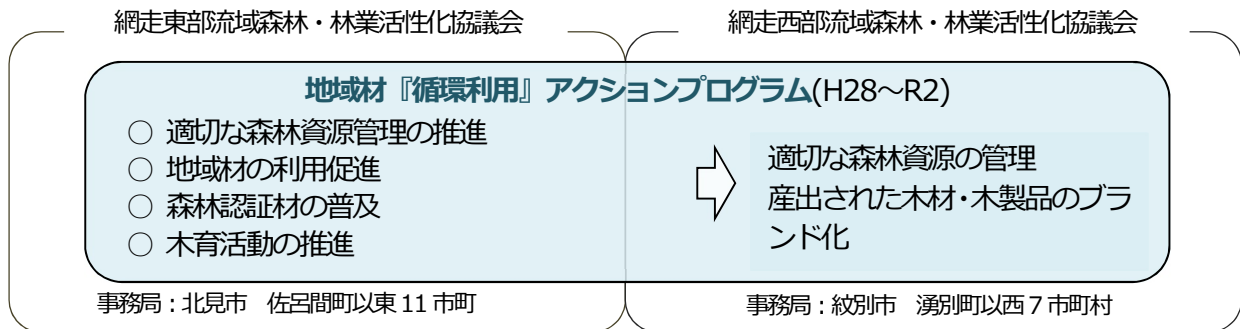 網走東部流域森林・林業活性化協議会
網走西部流域森林・林業活性化協議会
地域材『循環利用』アクションプログラム(H28～R2)
○ 適切な森林資源管理の推進
○ 地域材の利用促進
○ 森林認証材の普及
○ 木育活動の推進
適切な森林資源の管理
産出された木材・木製品のブラ
ンド化
事務局：北見市　佐呂間町以東 11 市町
事務局：紋別市　湧別町以西 7 市町村